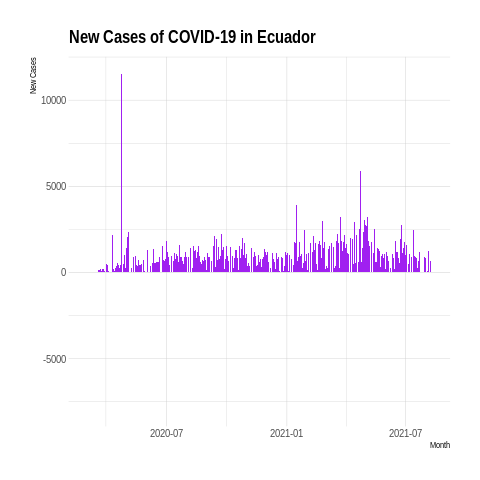 New Cases of COVID-19 in Ecuador
New Cases
10000
5000
0
-5000
2020-07
2021-01
2021-07
Month